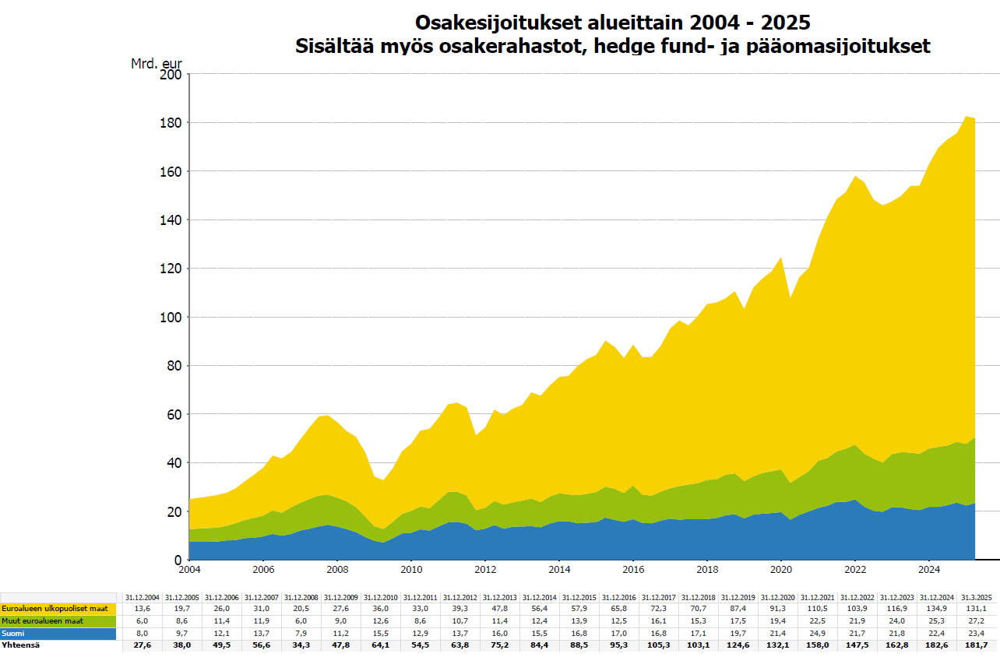 Osakesijoitukset alueittain 2004 - 2025
Sisältää myös osakerahastot, hedge fund- ja pääomasijoitukset
Mrd. eur
200
180
160
140
120
100
80
60
40
20
0
2004 2006 2008 2010 2012 2014 2016 2018 2020 2022 2024
31.12.2004 31.12.2005 31.12.2006 31.12.2007 31.12.2008 31.12.2009 31.12.2010 31.12.2011 31.12.2012 31.12.2013 31.12.2014 31.12.2015 31.12.2016 31.12.2017 31.12.2018 31.12.2019 31.12.2020 31.12.2021 31.12.2022 31.12.2023 31.12.2024 31.3.2025
Euroalueen ulkopuoliset maat 13,6 19,7 26,0 31,0 20,5 27,6 36,0 33,0 39,3 47,8 56,4 57,9 65,8 72,3 70,7 87,4 91,3 110,5 103,9 116,9 134,9 131,1
Muut euroalueen maat 6,0 8,6 11,4 11,9 6,0 9,0 12,6 8,6 10,7 11,4 12,4 13,9 12,5 16,1 15,3 17,5 19,4 22,5 21,9 24,0 25,3 27,2
Suomi 8,0 9,7 12,1 13,7 7,9 11,2 15,5 12,9 13,7 16,0 15,5 16,8 17,0 16,8 17,1 19,7 21,4 24,9 21,7 21,8 22,4 23,4
Yhteensä 27,6 38,0 49,5 56,6 34,3 47,8 64,1 54,5 63,8 75,2 84,4 88,5 95,3 105,3 103,1 124,6 132,1 158,0 147,5 162,8 182,6 181,7